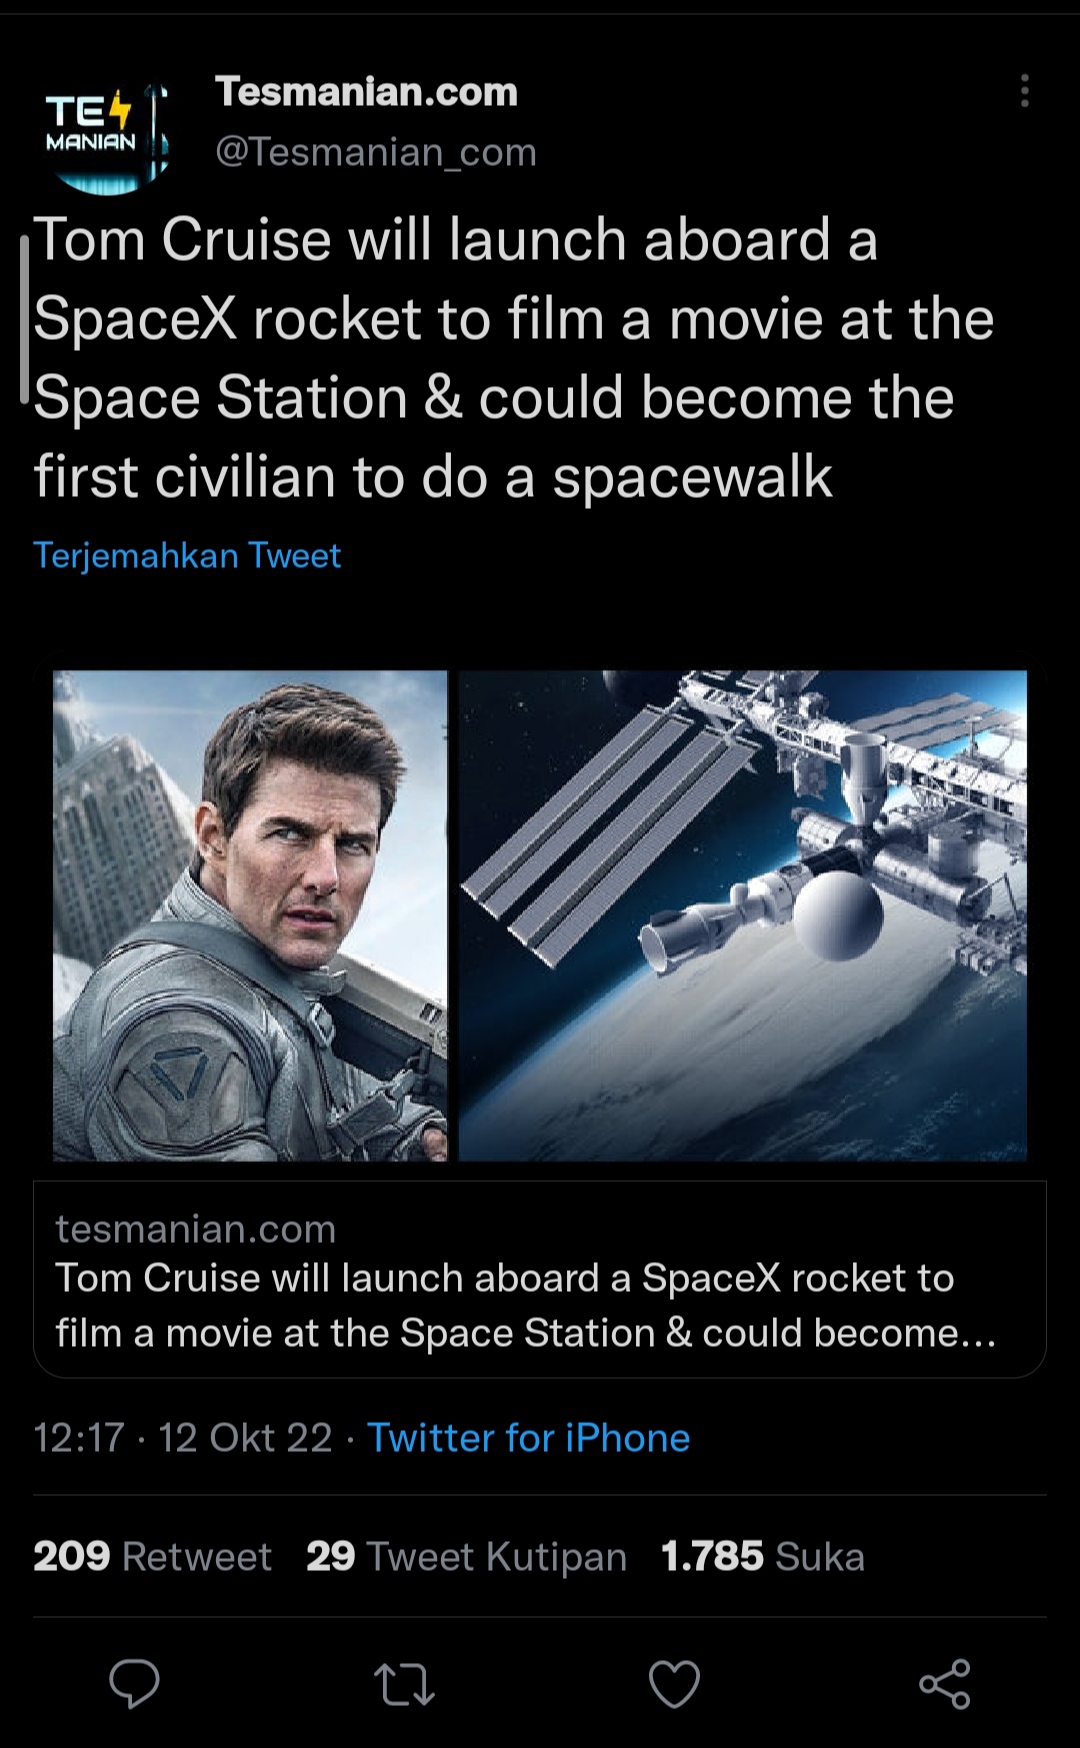 TES
MANIAN
Tesmanian.com
@Tesmanian_com
Tom Cruise will launch aboard a
SpaceX rocket to film a movie at the
Space Station & could become the
first civilian to do a spacewalk
Terjemahkan Tweet
tesmanian.com
Tom Cruise will launch aboard a SpaceX rocket to
film a movie at the Space Station & could become...
12:17 · 12 Okt 22 · Twitter for iPhone
209 Retweet 29 Tweet Kutipan 1.785 Suka